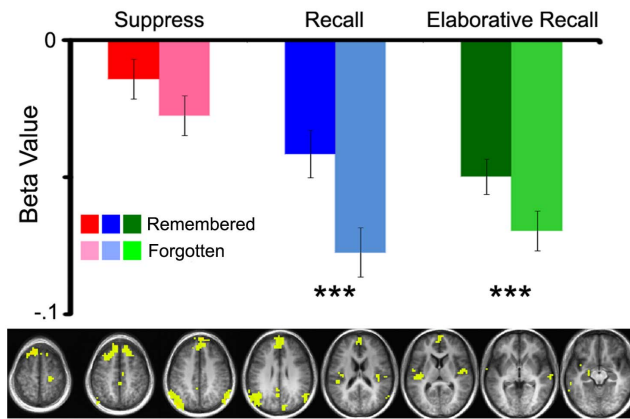 Suppress Recall Elaborative Recall
0
Beta Value
Remembered
Forgotten
*** ***
-.1